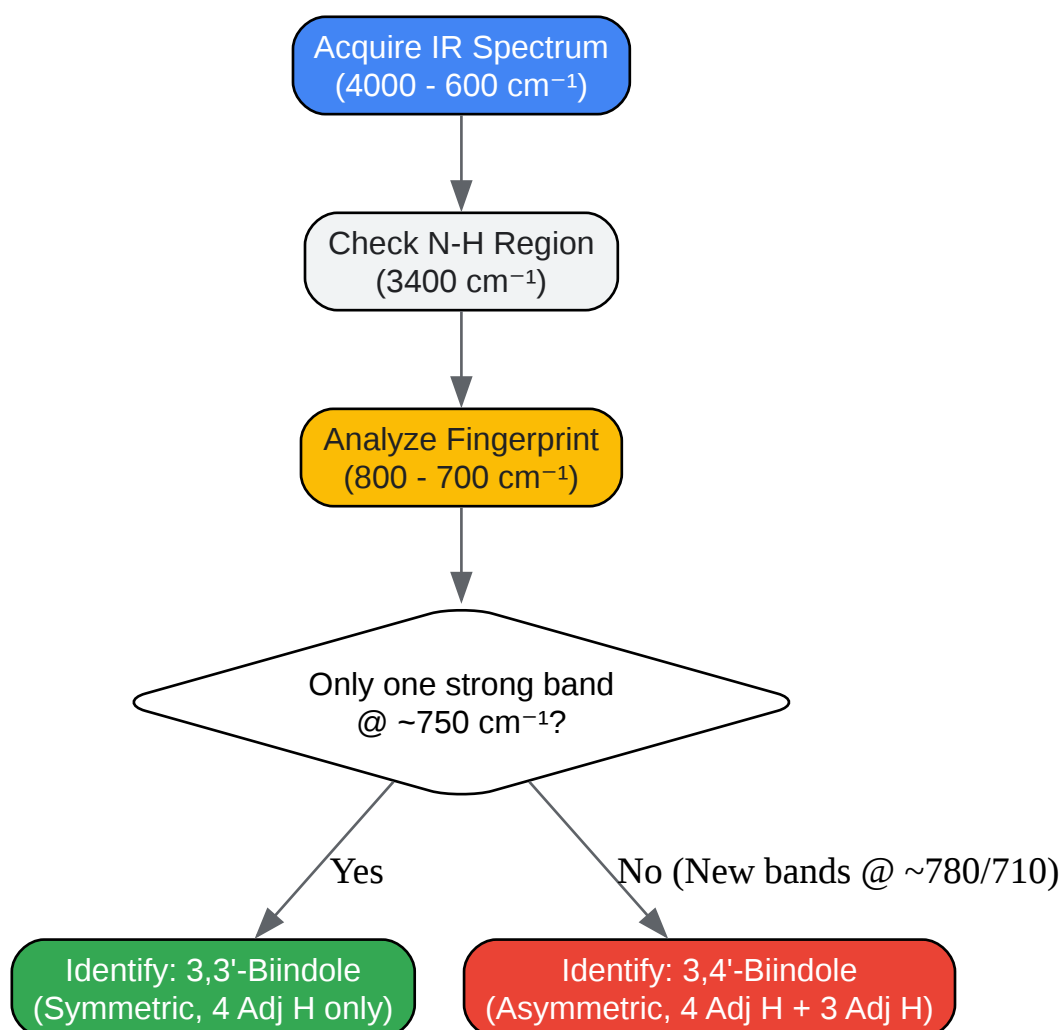 Acquire IR Spectrum
(4000 - 600 cm⁻¹)
Check N-H Region
(3400 cm⁻¹)
Analyze Fingerprint
(800 - 700 cm⁻¹)
Only one strong band
@ ~750 cm⁻¹?
Yes
No (New bands @ ~780/710)
Identify: 3,3'-Biindole
(Symmetric, 4 Adj H only)
Identify: 3,4'-Biindole
(Asymmetric, 4 Adj H + 3 Adj H)